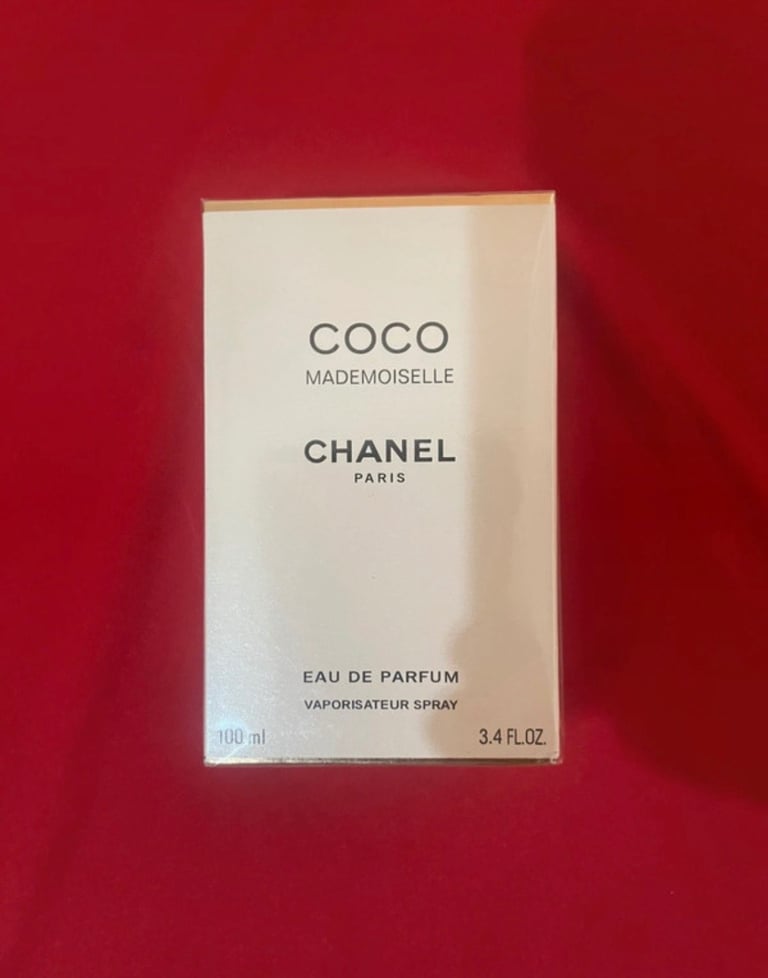 COCO
MADEMOISELLE
CHANEL
PARIS
EAU DE PARFUM
VAPORISATEUR SPRAY
100 ml 3.4 FL.OZ.